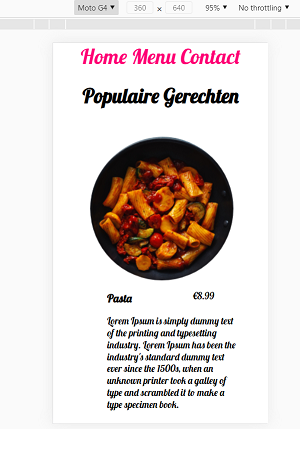 Moto G4 ▼ 360 × 640 95% ▼ No throttling ▼
Home Menu Contact
Populaire Gerechten
Pasta €8.99
Lorem Ipsum is simply dummy text
of the printing and typesetting
industry. Lorem Ipsum has been the
industry's standard dummy text
ever since the 1500s, when an
unknown printer took a galley of
type and scrambled it to make a
type specimen book.